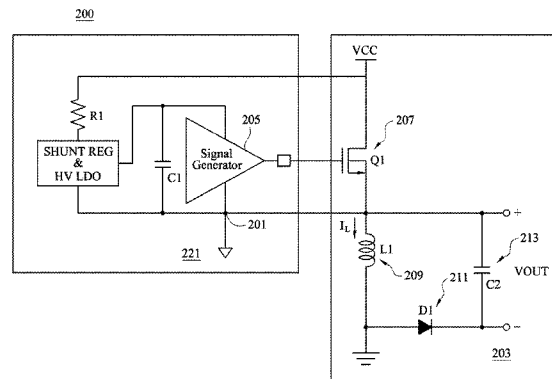 200
VCC
R1
205
207
SHUNT REG
&
HV LDO
Signal
Generator
C1
Q1
201
+
IL
221
L1
213
209
211
C2
VOUT
D1
−
203